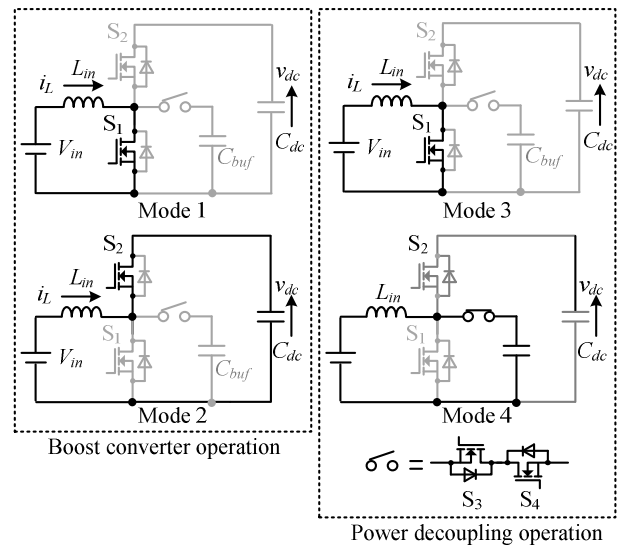 S2
iL Lin
S1
Vin
Cbuf
vdc
Cdc
Mode 1
S2
iL Lin
S1
Vin
Cbuf
vdc
Cdc
Mode 3
S2
iL Lin
S1
Vin
Cbuf
vdc
Cdc
Mode 2
S2
Lin
S1
vdc
Cdc
Mode 4
=
S3 S4
Boost converter operation
Power decoupling operation